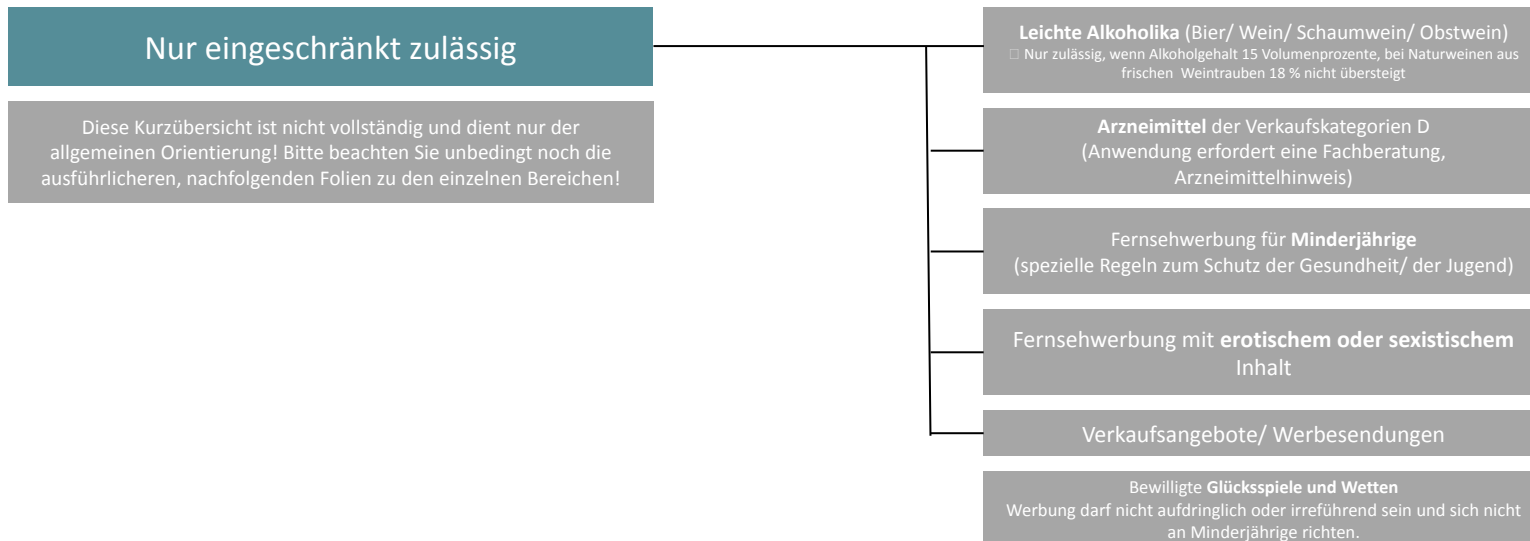 Nur eingeschränkt zulässig
Diese Kurzübersicht ist nicht vollständig und dient nur der
allgemeinen Orientierung! Bitte beachten Sie unbedingt noch die
ausführlicheren, nachfolgenden Folien zu den einzelnen Bereichen!
Leichte Alkoholika (Bier/ Wein/ Schaumwein/ Obstwein)
□ Nur zulässig, wenn Alkoholgehalt 15 Volumenprozente, bei Naturweinen aus
frischen Weintrauben 18 % nicht übersteigt
Arzneimittel der Verkaufskategorien D
(Anwendung erfordert eine Fachberatung,
Arzneimittelhinweis)
Fernsehwerbung für Minderjährige
(spezielle Regeln zum Schutz der Gesundheit/ der Jugend)
Fernsehwerbung mit erotischem oder sexistischem
Inhalt
Verkaufsangebote/ Werbesendungen
Bewilligte Glücksspiele und Wetten
Werbung darf nicht aufdringlich oder irreführend sein und sich nicht
an Minderjährige richten.